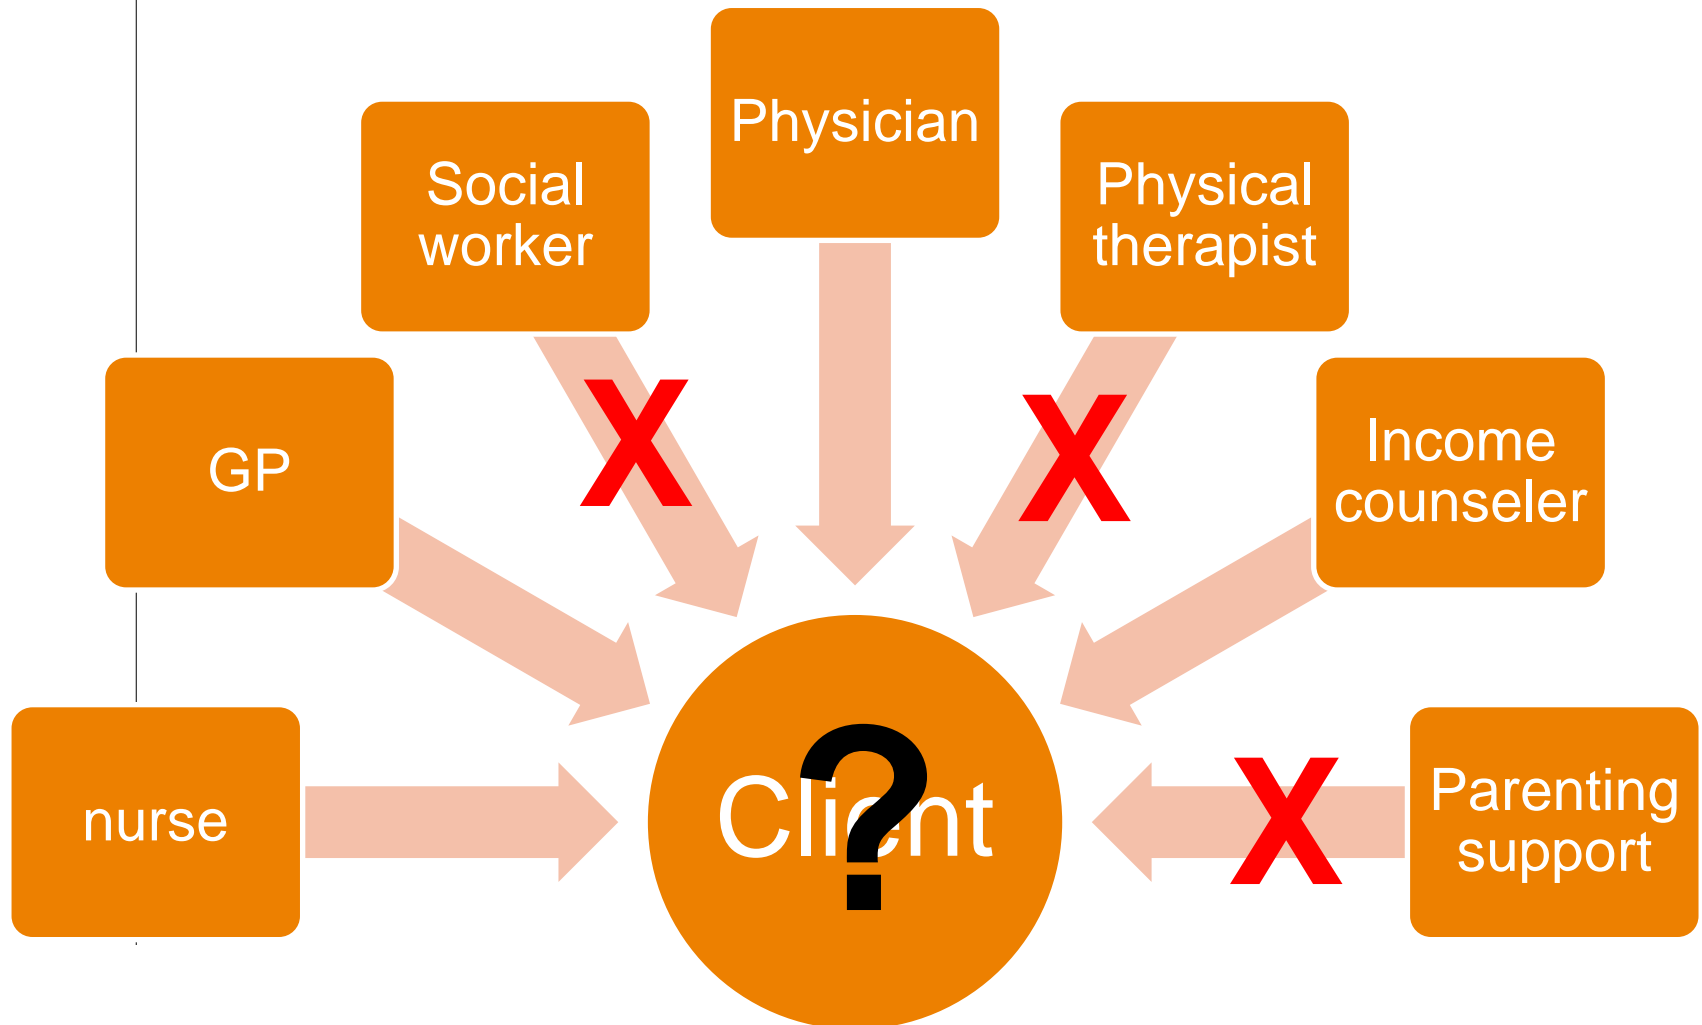 Physician
Social
worker
Physical
therapist
GP
Income
counseler
nurse
Client
?
Parenting
support
X
X
X